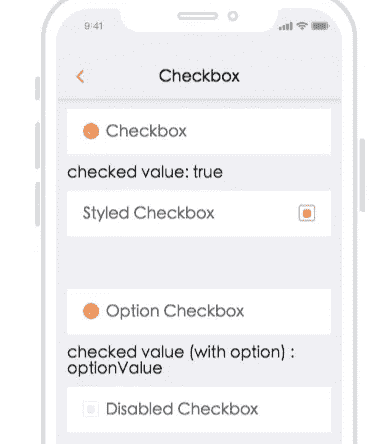 9:41
Checkbox
Checkbox
checked value: true
Styled Checkbox
Option Checkbox
checked value (with option) :
optionValue
Disabled Checkbox